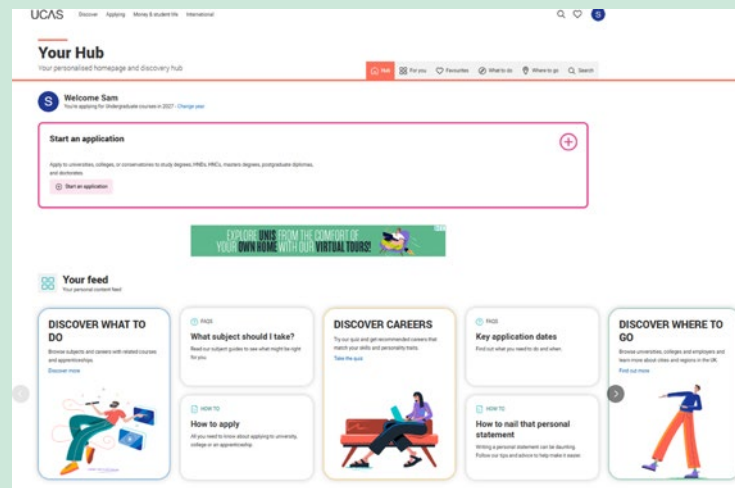 UCAS
Discover Applying Money & student life International
S
Your Hub
Your personalised homepage and discovery hub
Hub For you Favourites What to do Where to go Search
S
Welcome Sam
You're applying for Undergraduate courses in 2027 - Change year
Start an application
Apply to universities, colleges, or conservatoires to study degrees, HNDs, HNCs, masters degrees, postgraduate diplomas,
and doctorates.
Start an application
EXPLORE UNIS FROM THE COMFORT OF
YOUR OWN HOME WITH OUR VIRTUAL TOURS!
Your feed
Your personal content feed
DISCOVER WHAT TO
DO
Browse subjects and careers with related courses
and apprenticeships.
Discover more
FAQS
What subject should I take?
Read our subject guides to see what might be right
for you.
HOW TO
How to apply
All you need to know about applying to university,
college or an apprenticeship.
DISCOVER CAREERS
Try our quiz and get recommended careers that
match your skills and personality traits.
Take the quiz
FAQS
Key application dates
Find out what you need to do and when.
HOW TO
How to nail that personal
statement
Writing a personal statement can be daunting.
Follow our tips and advice to help make it easier.
DISCOVER WHERE TO
GO
Browse universities, colleges and employers and
learn more about cities and regions in the UK.
Find out more